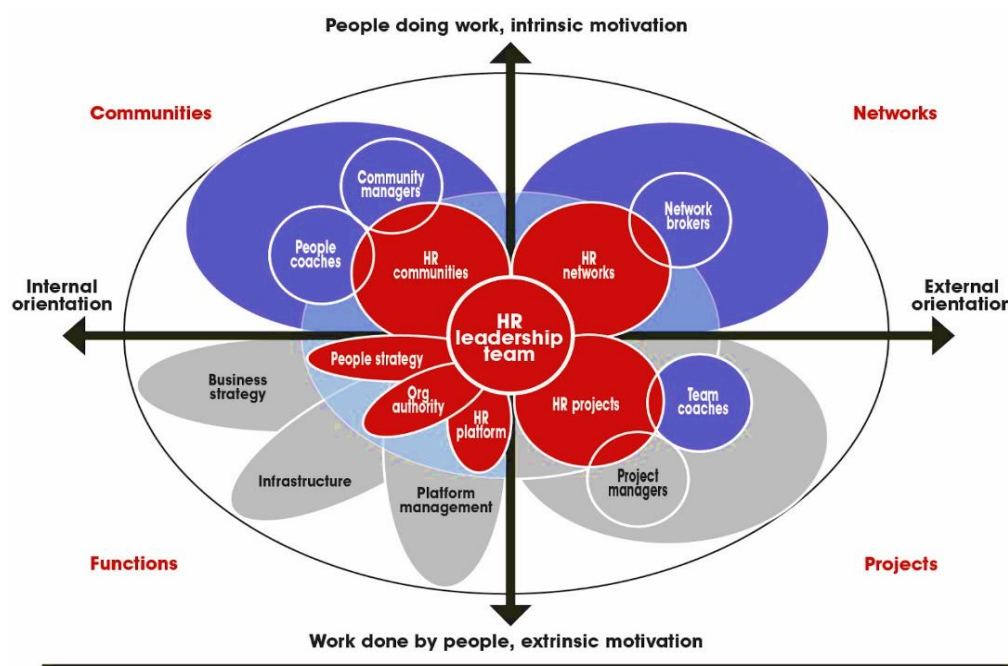 People doing work, intrinsic motivation
Communities
Networks
Community
managers
Network
brokers
People
coaches
HR
communities
HR
networks
Internal
orientation
External
orientation
HR
leadership
team
People strategy
Business
strategy
Org
authority
HR
platform
HR projects
Team
coaches
Infrastructure
Platform
management
Project
managers
Functions
Projects
Work done by people, extrinsic motivation